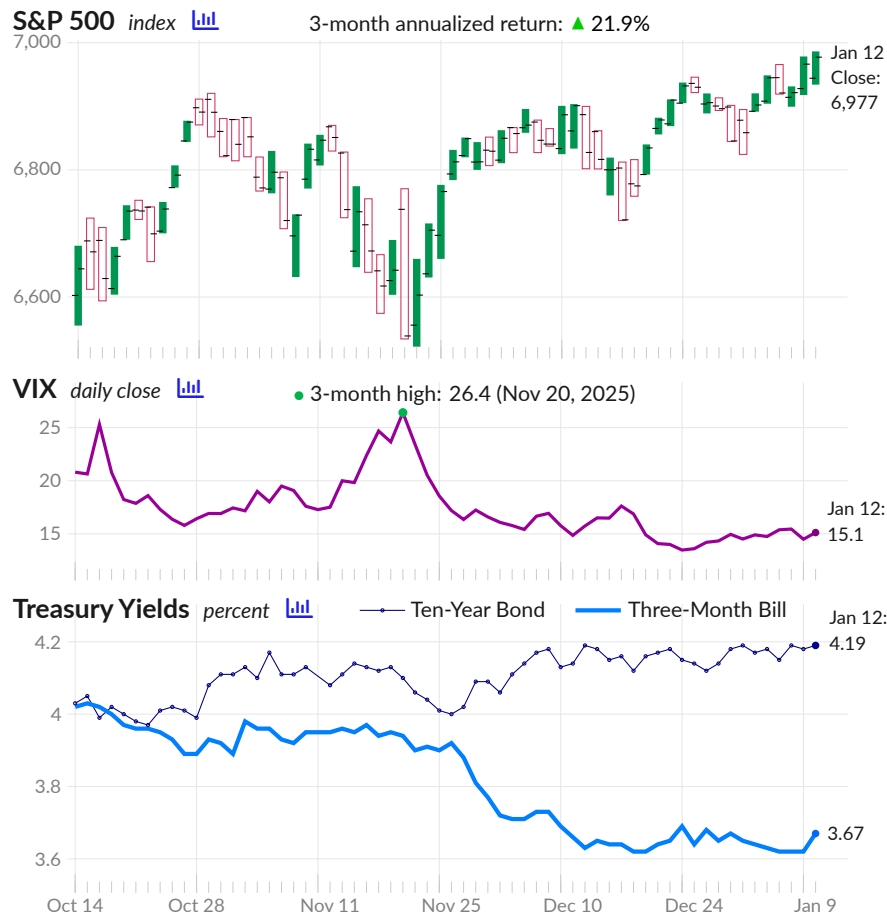 S&P 500 index 3-month annualized return: ▲ 21.9%
7,000
Jan 12
Close:
6,977
6,800
6,600
VIX daily close
3-month high: 26.4 (Nov 20, 2025)
25
20
15
Jan 12:
15.1
Treasury Yields percent Ten-Year Bond Three-Month Bill
Jan 12:
4.19
4.2
4
3.8
3.67
3.6
Oct 14 Oct 28 Nov 11 Nov 25 Dec 10 Dec 24 Jan 9